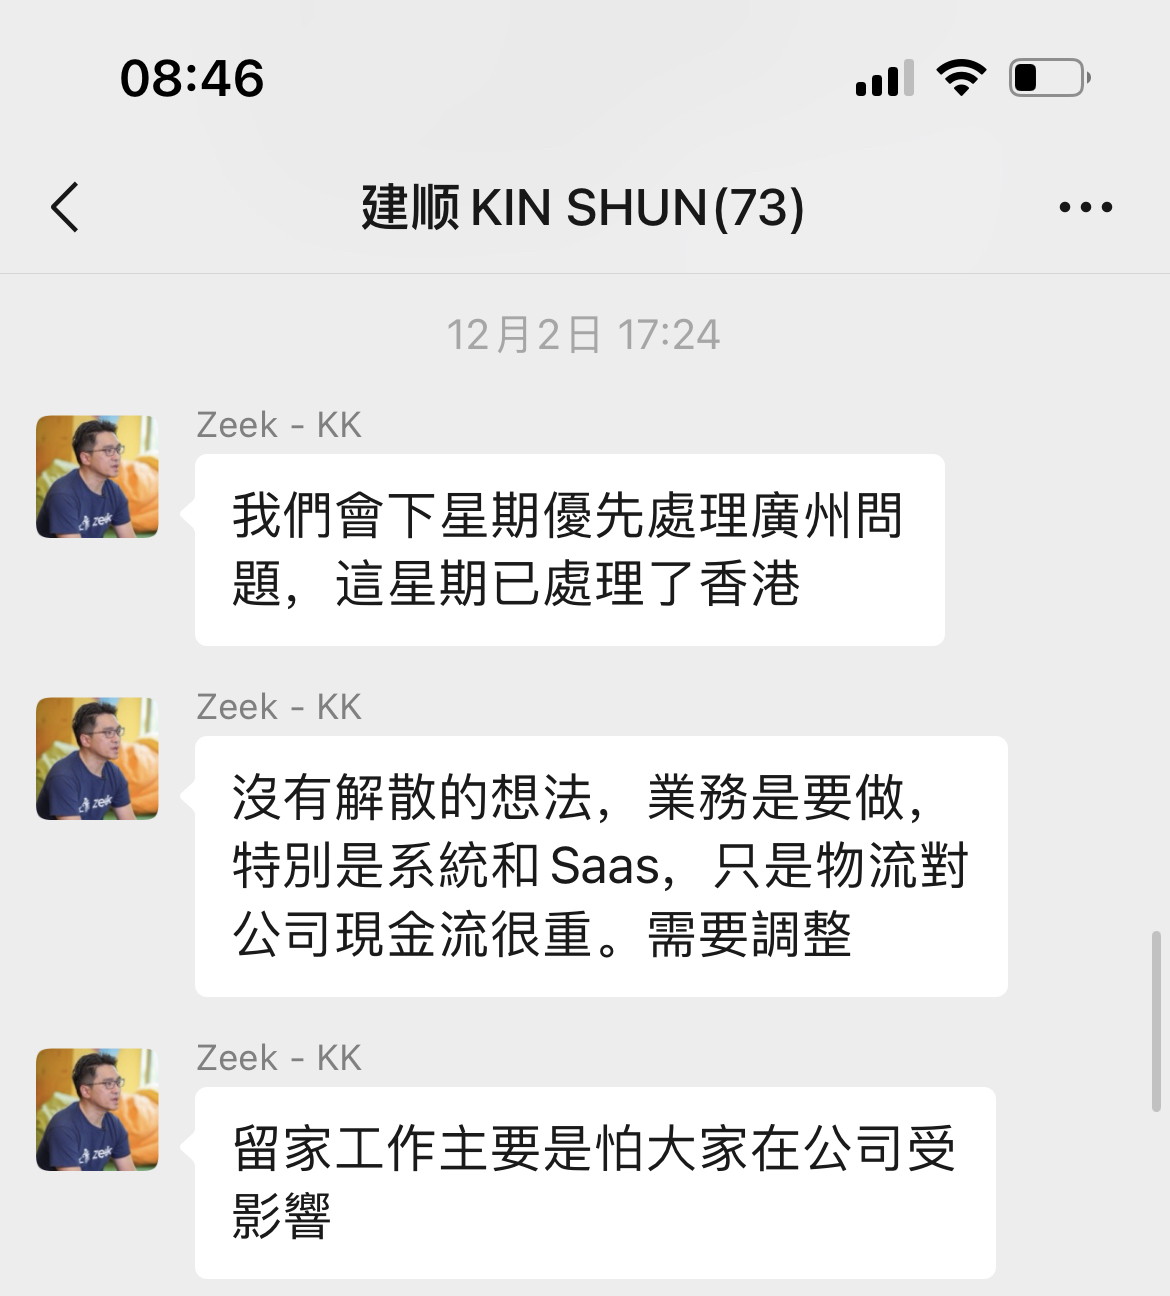 08:46
建顺 KIN SHUN(73)
12月2日 17:24
Zeek - KK
我們會下星期優先處理廣州問
題，這星期已處理了香港
zeek
Zeek - KK
沒有解散的想法，業務是要做，
特別是系統和 Saas，只是物流對
公司現金流很重。需要調整
zeek
Zeek - KK
留家工作主要是怕大家在公司受
影響
zeek